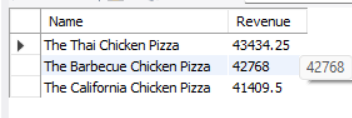 Name Revenue
The Thai Chicken Pizza 43434.25
The Barbecue Chicken Pizza 42768 42768
The California Chicken Pizza 41409.5